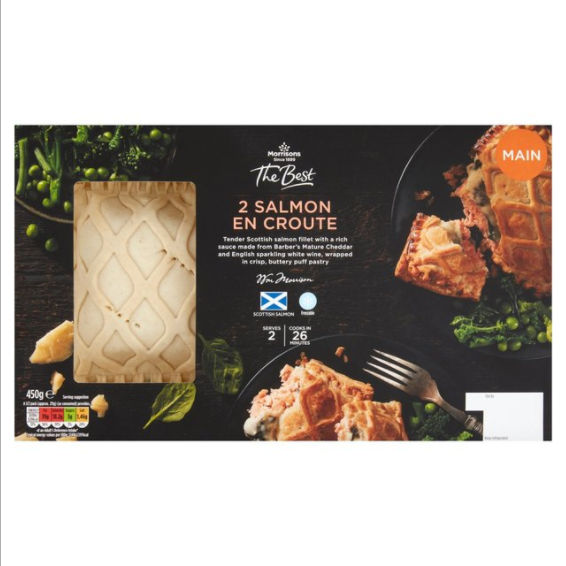 Morrisons
Since 1899
The Best
MAIN
2 SALMON
EN CROUTE
Tender Scottish salmon fillet with a rich
sauce made from Barber's Mature Cheddar
and English sparkling white wine, wrapped
in crisp, buttery puff pastry
Wm Morrison
SCOTTISH SALMON
Freezable
SERVES
2
COOKS IN
26
MINUTES
450g e
Serving suggestion